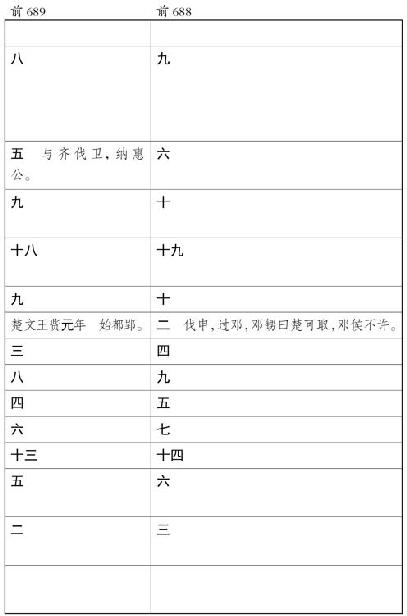 前 689 前 688
八 九
五 与齐伐卫，纳惠 六
公。
九 十
十八 十九
九 十
楚文王赀元年 始都郢。 二 伐申，过邓，邓甥曰楚可取，邓侯不许。
三 四
八 九
四 五
六 七
十三 十四
五 六
二 三